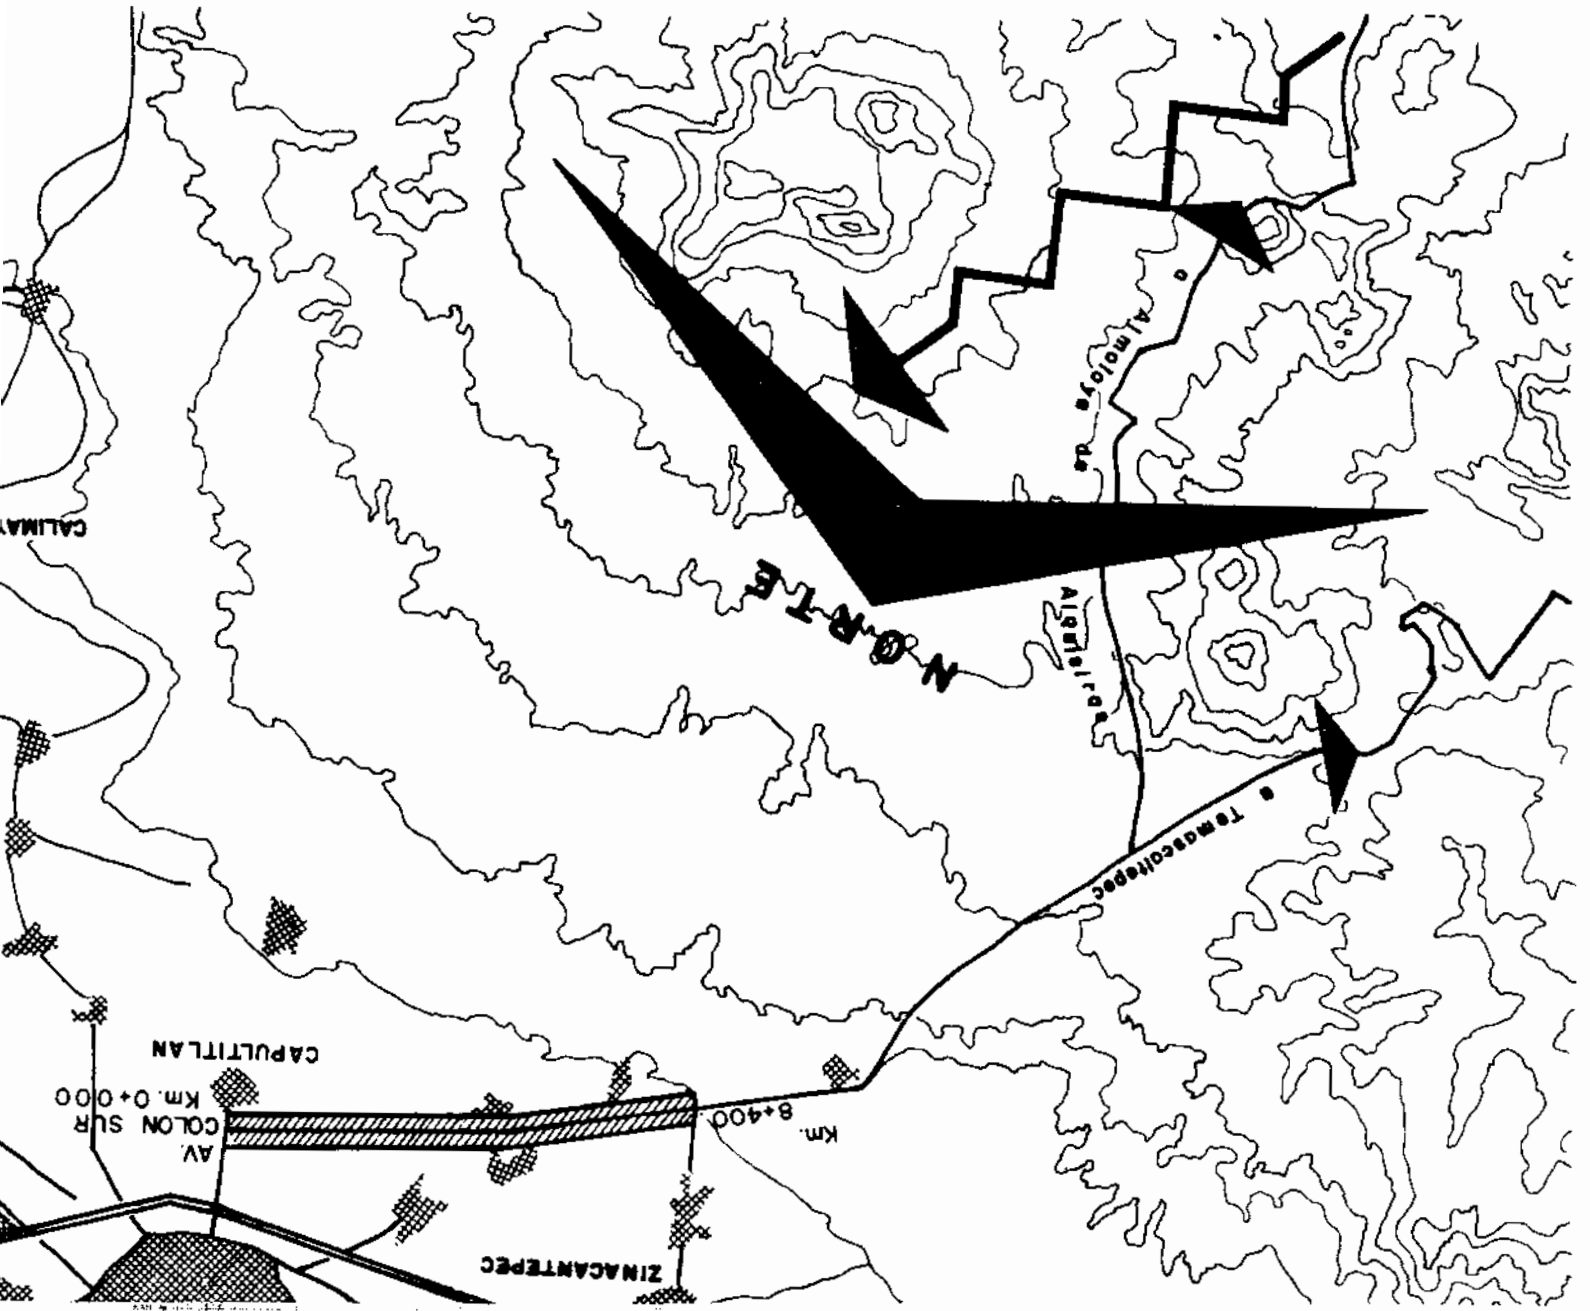 ZINACANTEPEC
AV.
COLON SUR
Km. 0+000
CAPULTITLAN
Km.
8+400
a Temascaltepec
NORTE
a Almoloya de
Alquisiras
CALIMAY